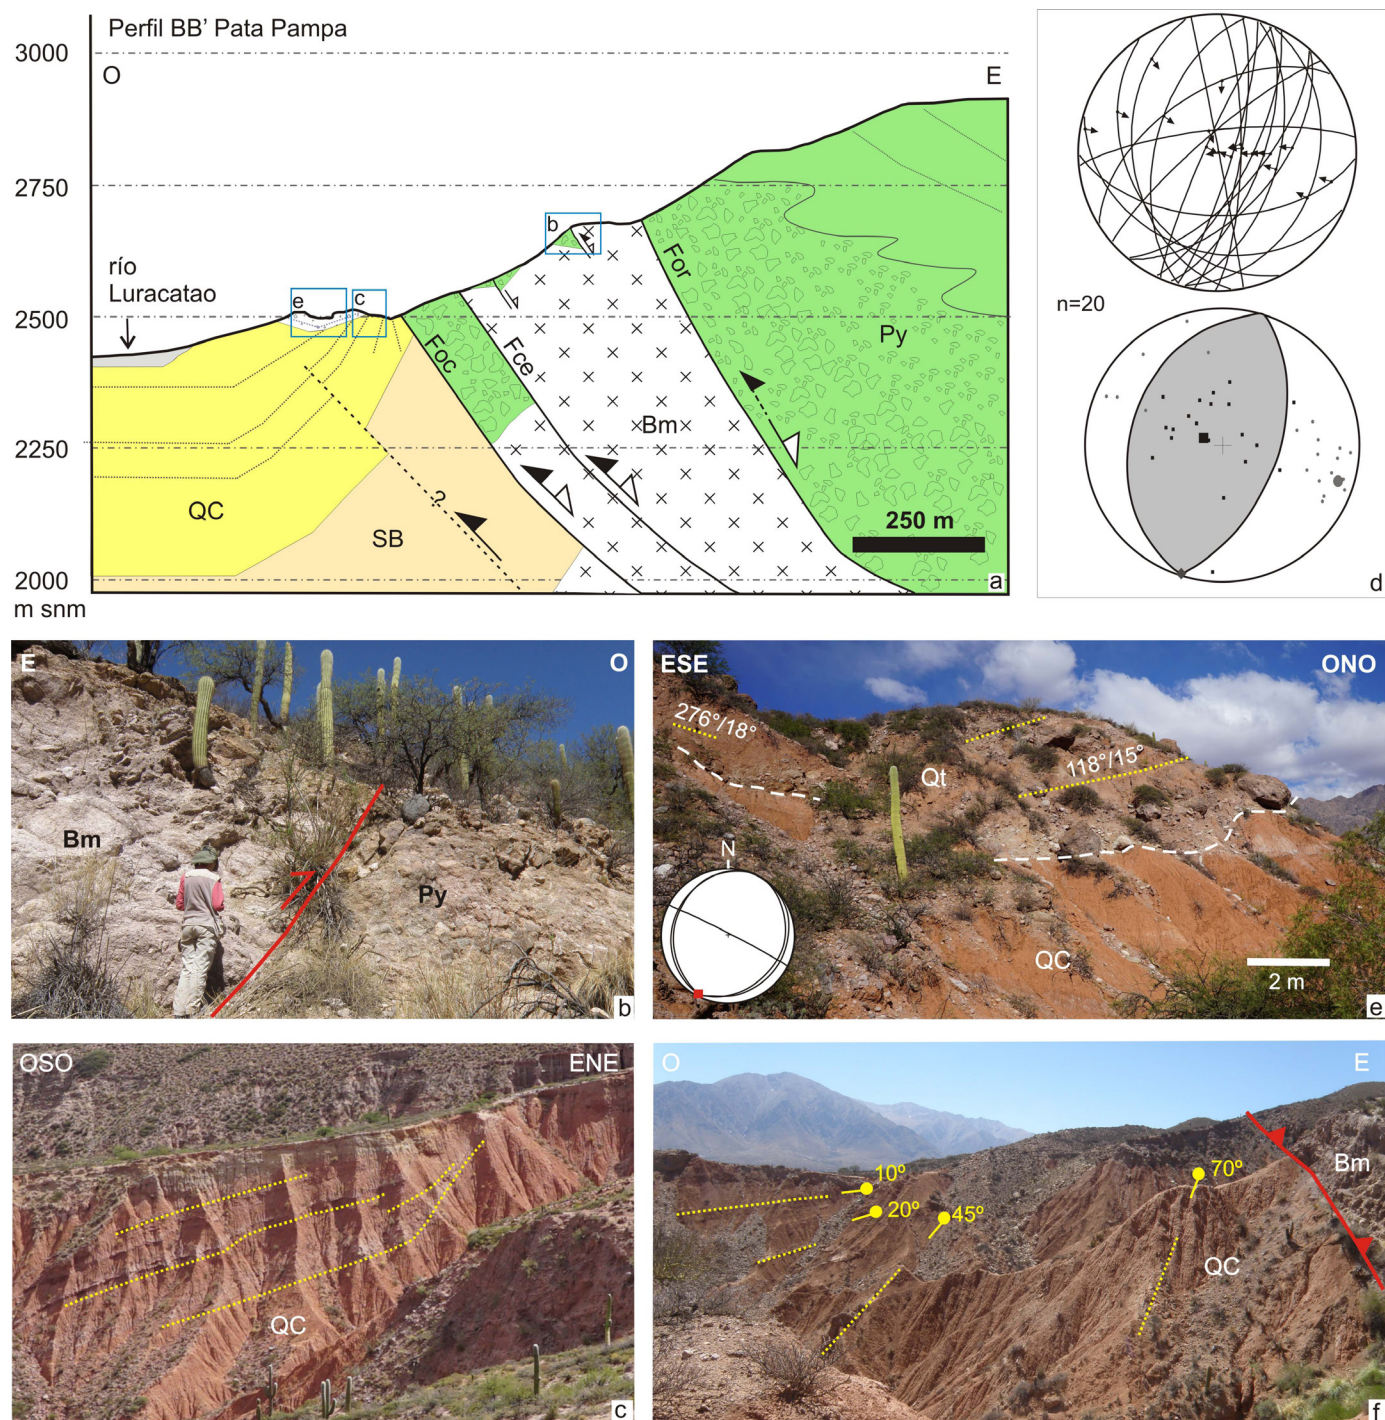 Perfil BB' Pata Pampa
3000
O
E
2750
b
río
Luracatao
e
c
For
Py
2500
Foc
Fce
Bm
2250
?
QC
SB
250 m
2000
m snm
a
n=20
d
E
O
Bm
Py
b
ESE
ONO
276°/18°
118°/15°
Qt
N
QC
2 m
e
OSO
ENE
QC
c
O
E
10º
20º
45º
70º
Bm
QC
f